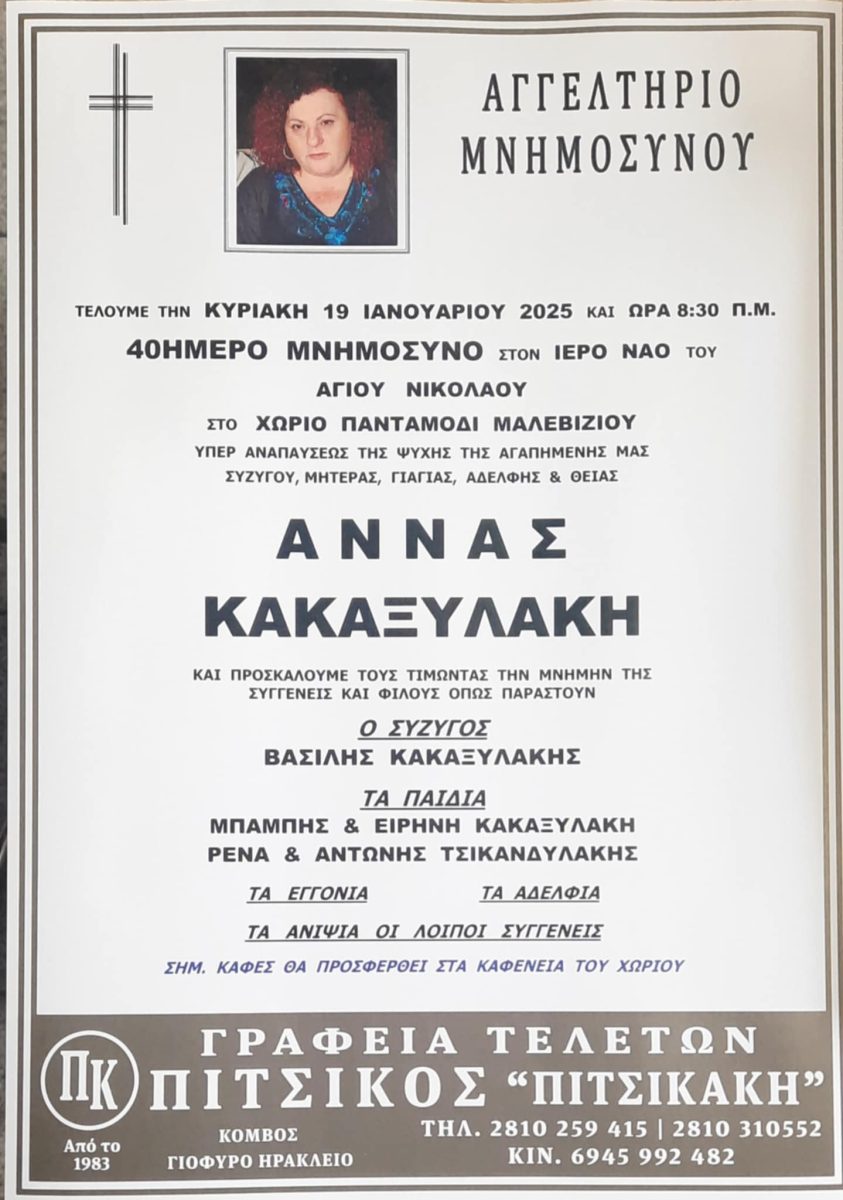 ΑΓΓΕΛΤΗΡΙΟ
ΜΝΗΜΟΣΥΝΟΥ
ΤΕΛΟΥΜΕ ΤΗΝ ΚΥΡΙΑΚΗ 19 ΙΑΝΟΥΑΡΙΟΥ 2025 ΚΑΙ ΩΡΑ 8:30 Π.Μ.
40ΗΜΕΡΟ ΜΝΗΜΟΣΥΝΟ ΣΤΟΝ ΙΕΡΟ ΝΑΟ ΤΟΥ
ΑΓΙΟΥ ΝΙΚΟΛΑΟΥ
ΣΤΟ ΧΩΡΙΟ ΠΑΝΤΑΜΟΔΙ ΜΑΛΕΒΙΖΙΟΥ
ΥΠΕΡ ΑΝΑΠΑΥΣΕΩΣ ΤΗΣ ΨΥΧΗΣ ΤΗΣ ΑΓΑΠΗΜΕΝΗΣ ΜΑΣ
ΣΥΖΥΓΟΥ, ΜΗΤΕΡΑΣ, ΓΙΑΓΙΑΣ, ΑΔΕΛΦΗΣ & ΘΕΙΑΣ
ΑΝΝΑΣ
ΚΑΚΑΞΥΛΑΚΗ
ΚΑΙ ΠΡΟΣΚΑΛΟΥΜΕ ΤΟΥΣ ΤΙΜΩΝΤΑΣ ΤΗΝ ΜΝΗΜΗΝ ΤΗΣ
ΣΥΓΓΕΝΕΙΣ ΚΑΙ ΦΙΛΟΥΣ ΟΠΩΣ ΠΑΡΑΣΤΟΥΝ
Ο ΣΥΖΥΓΟΣ
ΒΑΣΙΛΗΣ ΚΑΚΑΞΥΛΑΚΗΣ
ΤΑ ΠΑΙΔΙΑ
ΜΠΑΜΠΗΣ & ΕΙΡΗΝΗ ΚΑΚΑΞΥΛΑΚΗ
ΡΕΝΑ & ΑΝΤΩΝΗΣ ΤΣΙΚΑΝΔΥΛΑΚΗΣ
ΤΑ ΕΓΓΟΝΙΑ ΤΑ ΑΔΕΛΦΙΑ
ΤΑ ΑΝΙΨΙΑ ΟΙ ΛΟΙΠΟΙ ΣΥΓΓΕΝΕΙΣ
ΣΗΜ. ΚΑΦΕΣ ΘΑ ΠΡΟΣΦΕΡΘΕΙ ΣΤΑ ΚΑΦΕΝΕΙΑ ΤΟΥ ΧΩΡΙΟΥ
ΓΡΑΦΕΙΑ ΤΕΛΕΤΩΝ
ΠΚ ΠΙΤΣΙΚΟΣ “ΠΙΤΣΙΚΑΚΗ”
Από το
1983
ΚΟΜΒΟΣ
ΓΙΟΦΥΡΟ ΗΡΑΚΛΕΙΟ
ΤΗΛ. 2810 259 415 | 2810 310552
ΚΙΝ. 6945 992 482